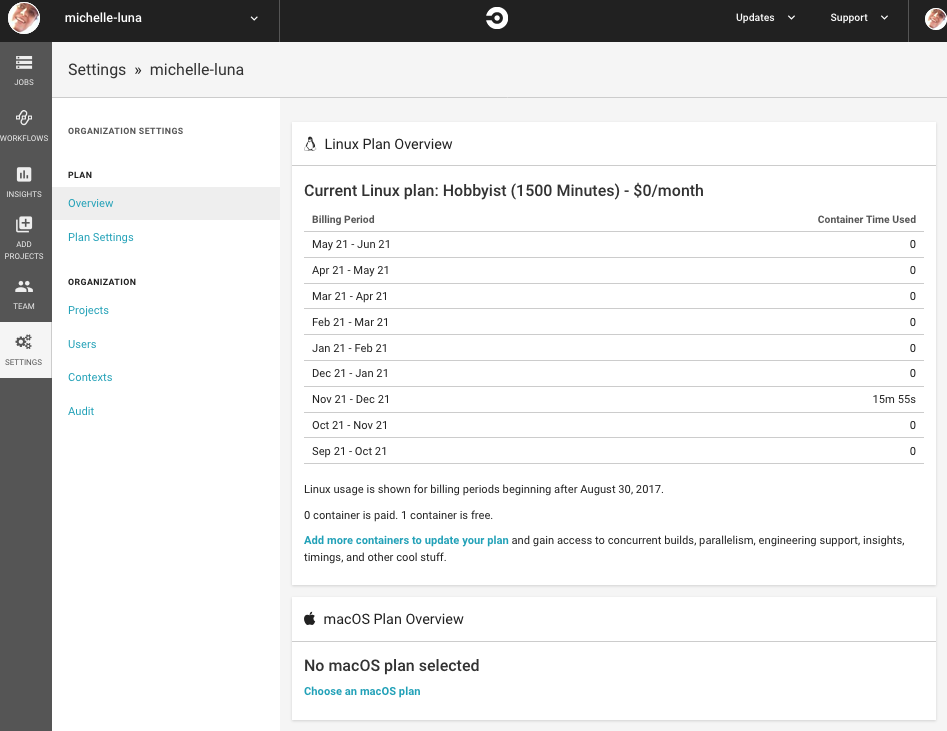 michelle-luna
Updates
Support
JOBS
WORKFLOWS
INSIGHTS
ADD
PROJECTS
TEAM
SETTINGS
Settings » michelle-luna
ORGANIZATION SETTINGS
PLAN
Overview
Plan Settings
ORGANIZATION
Projects
Users
Contexts
Audit
Linux Plan Overview
Current Linux plan: Hobbyist (1500 Minutes) - $0/month
Billing Period Container Time Used
May 21 - Jun 21 0
Apr 21 - May 21 0
Mar 21 - Apr 21 0
Feb 21 - Mar 21 0
Jan 21 - Feb 21 0
Dec 21 - Jan 21 0
Nov 21 - Dec 21 15m 55s
Oct 21 - Nov 21 0
Sep 21 - Oct 21 0
Linux usage is shown for billing periods beginning after August 30, 2017.
0 container is paid. 1 container is free.
Add more containers to update your plan and gain access to concurrent builds, parallelism, engineering support, insights,
timings, and other cool stuff.
macOS Plan Overview
No macOS plan selected
Choose an macOS plan